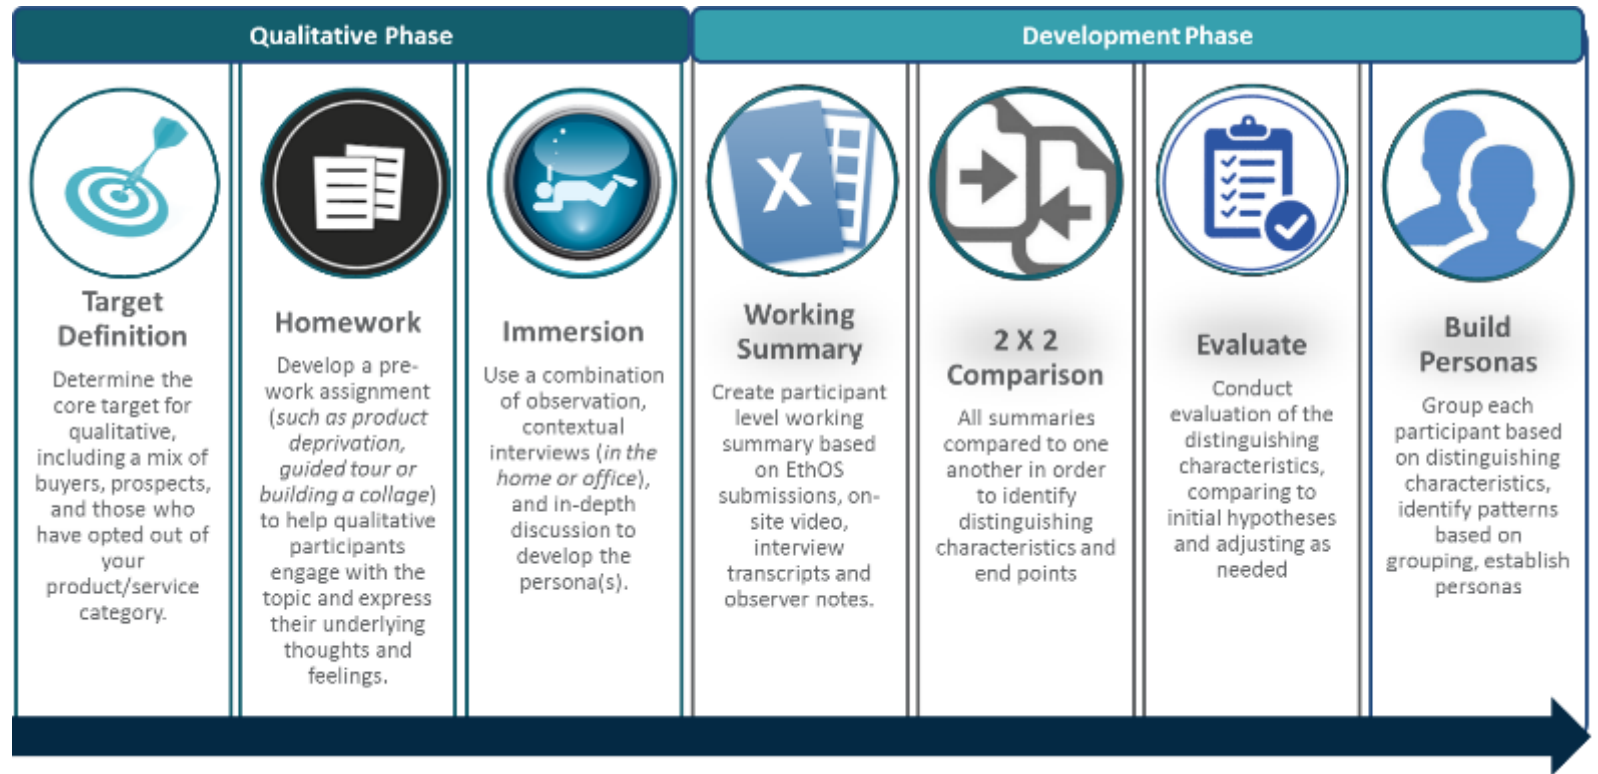 Qualitative Phase
Development Phase
Target
Definition
Determine the
core target for
qualitative,
including a mix of
buyers, prospects,
and those who
have opted out of
your
product/service
category.
Homework
Develop a pre-
work assignment
(such as product
deprivation,
guided tour or
building a collage)
to help qualitative
participants
engage with the
topic and express
their underlying
thoughts and
feelings.
Immersion
Use a combination
of observation,
contextual
interviews (in the
home or office),
and in-depth
discussion to
develop the
persona(s).
X
Working
Summary
Create participant
level working
summary based
on EthOS
submissions, on-
site video,
interview
transcripts and
observer notes.
2 X 2
Comparison
All summaries
compared to one
another in order
to identify
distinguishing
characteristics and
end points
Evaluate
Conduct
evaluation of the
distinguishing
characteristics,
comparing to
initial hypotheses
and adjusting as
needed
Build
Personas
Group each
participant based
on distinguishing
characteristics,
identify patterns
based on
grouping, establish
personas